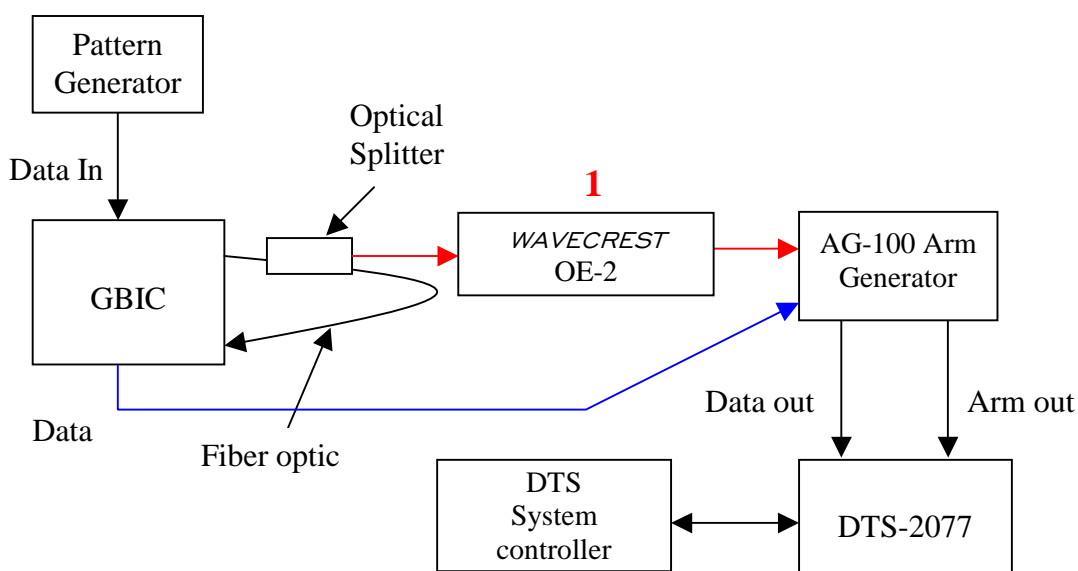 Pattern
Generator
Optical
Splitter
Data In
1
WAVECREST
OE-2
AG-100 Arm
Generator
GBIC
Data out
Arm out
Data
Fiber optic
DTS
System
controller
DTS-2077